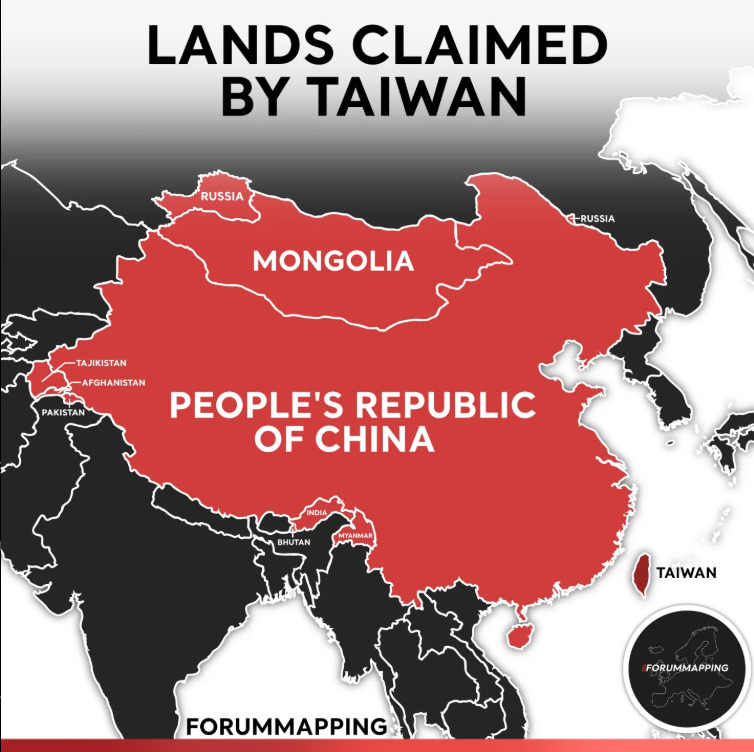 LANDS CLAIMED
BY TAIWAN
RUSSIA
RUSSIA
MONGOLIA
TAJIKISTAN
AFGHANISTAN
PAKISTAN
PEOPLE'S REPUBLIC
OF CHINA
INDIA
MYANMAR
BHUTAN
TAIWAN
FORUMMAPPING
FORUMMAPPING